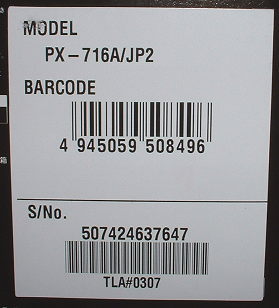 MODEL
PX-716A/JP2
BARCODE
4 945059 508496
S/No.
507424637647
TLA#0307